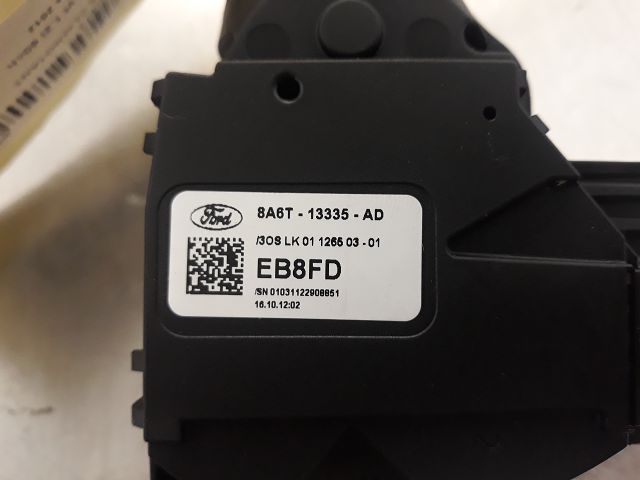 Ford
8A6T - 13335 - AD
/3OS LK 01 1265 03 - 01
EB8FD
/SN 01031122908851
16.10.12:02